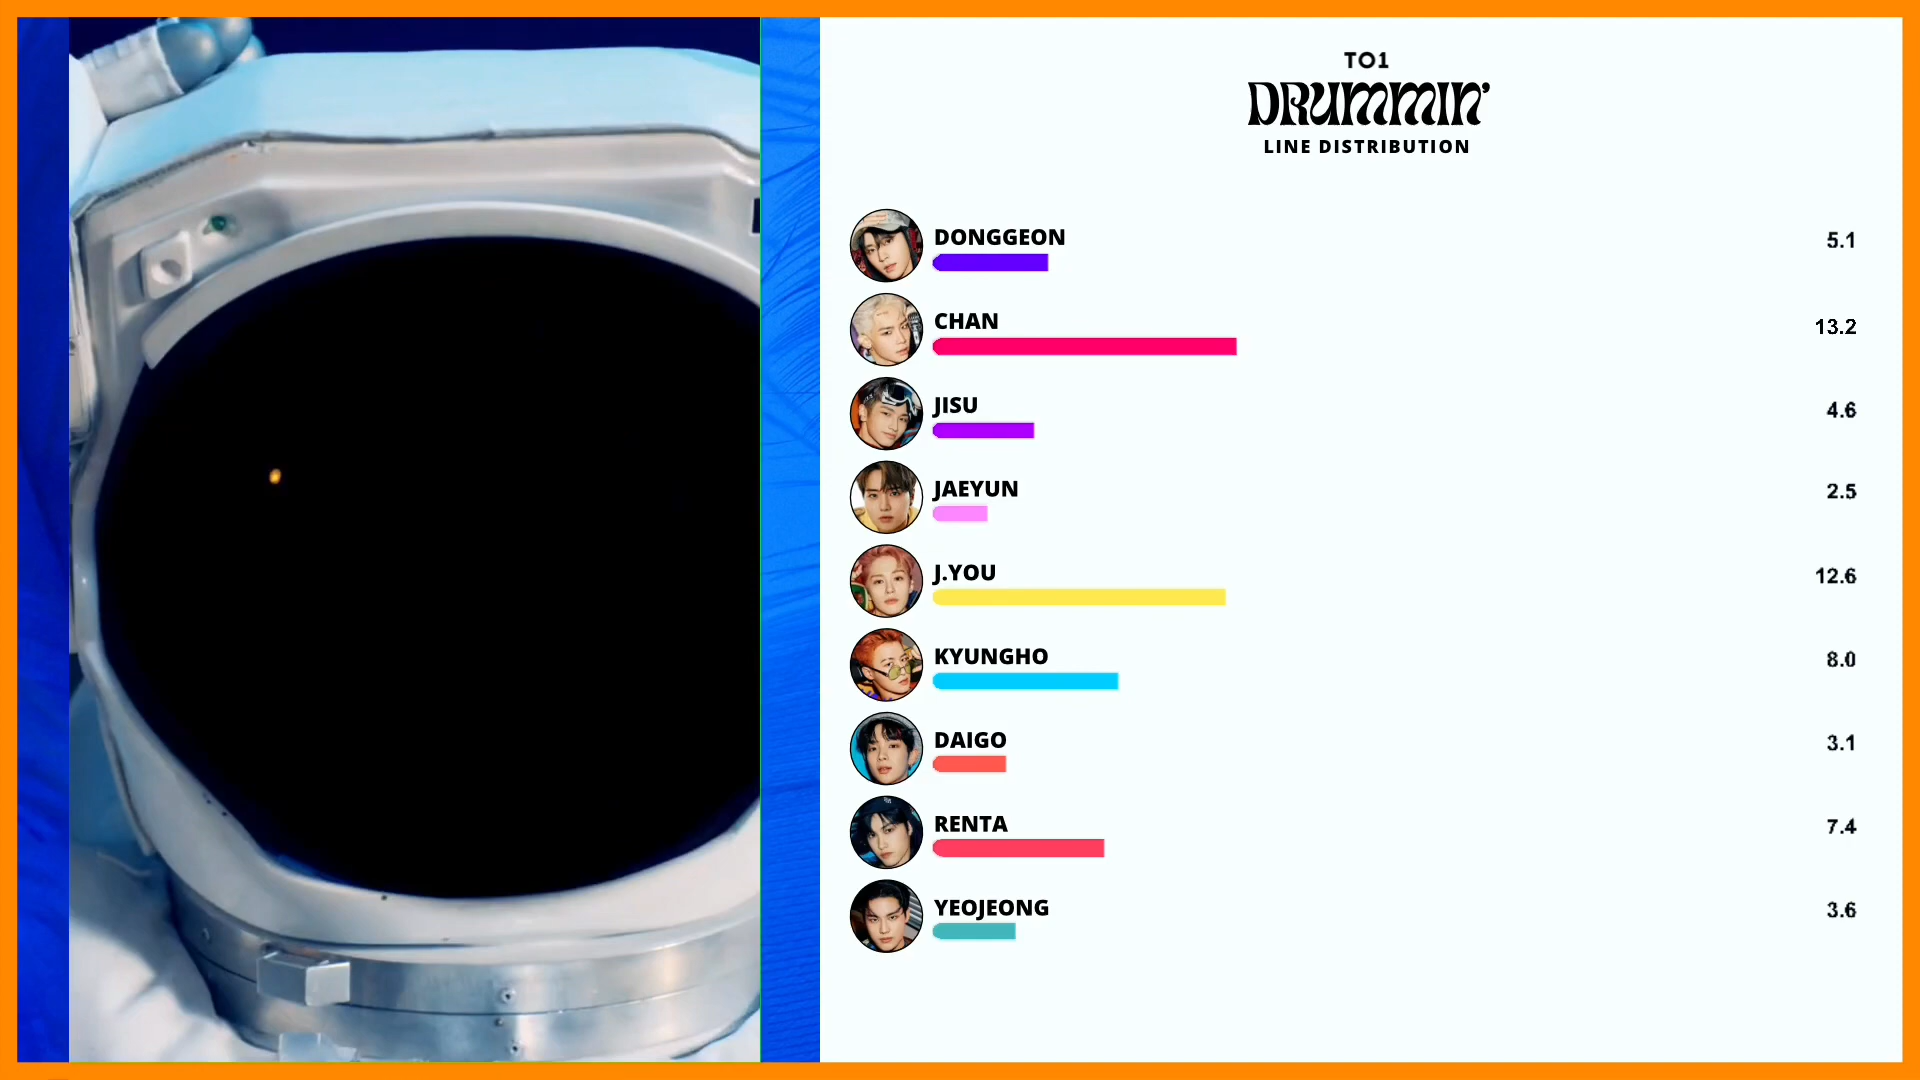 TO1
DRUMMIN'
LINE DISTRIBUTION
DONGGEON 5.1
CHAN 13.2
JISU 4.6
JAEYUN 2.5
J.YOU 12.6
KYUNGHO 8.0
DAIGO 3.1
RENTA 7.4
YEOJEONG 3.6